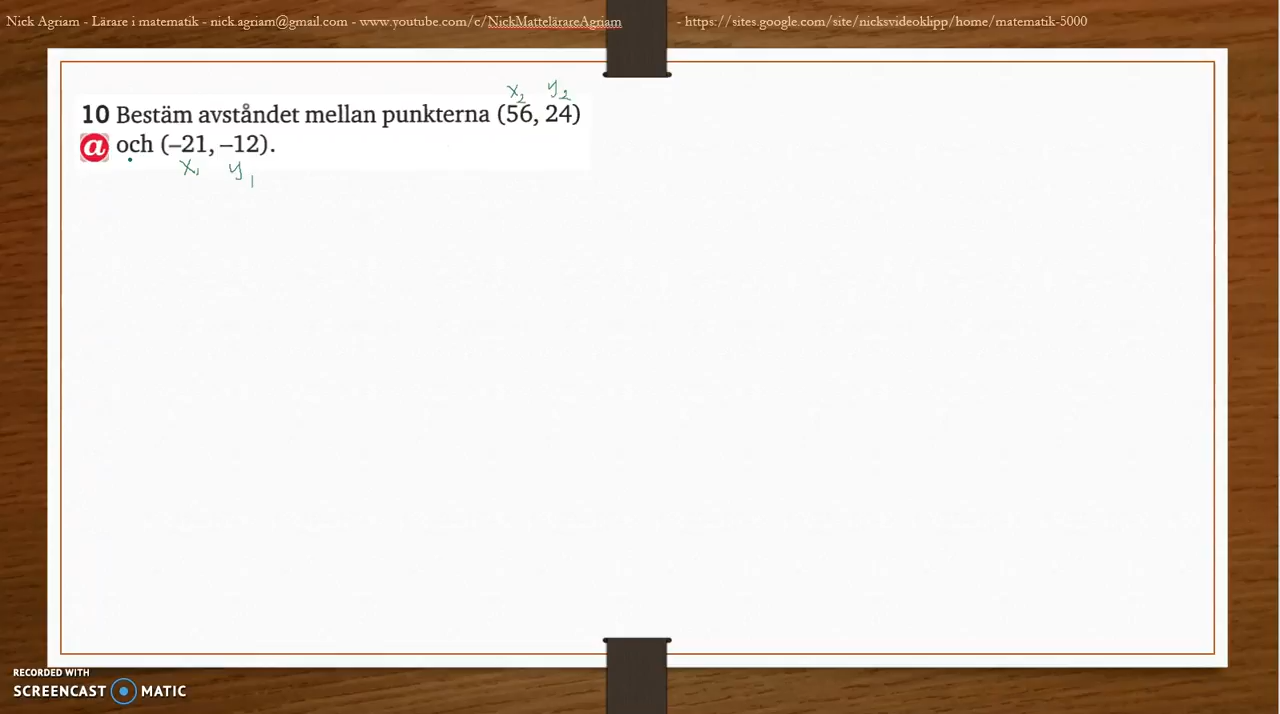 Nick Agriam - Lärare i matematik - nick.agriam@gmail.com - www.youtube.com/c/NickMattelärareAgriam - https://sites.google.com/site/nicksvideoklipp/home/matematik-5000
x₂ y₂
10 Bestäm avståndet mellan punkterna (56, 24)
a och (–21, –12).
x₁ y₁
RECORDED WITH
SCREENCAST MATIC